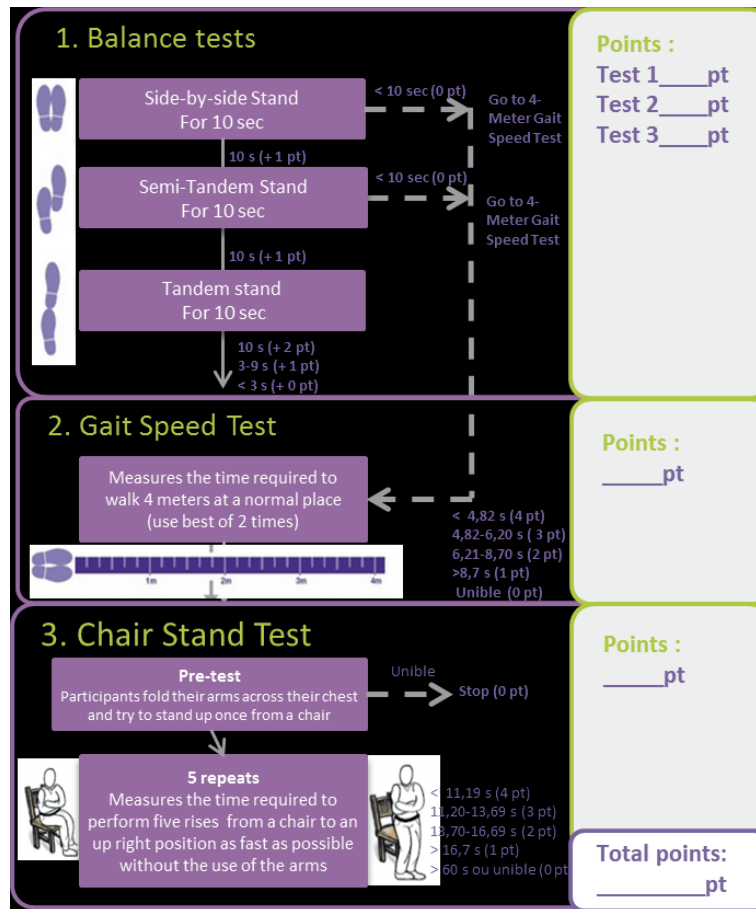 1. Balance tests
Side-by-side Stand
For 10 sec
< 10 sec (0 pt)
Go to 4-
Meter Gait
Speed Test
10 s (+ 1 pt)
Semi-Tandem Stand
For 10 sec
< 10 sec (0 pt)
Go to 4-
Meter Gait
Speed Test
10 s (+ 1 pt)
Tandem stand
For 10 sec
10 s (+ 2 pt)
3-9 s (+ 1 pt)
< 3 s (+ 0 pt)
Points :
Test 1____pt
Test 2____pt
Test 3____pt
2. Gait Speed Test
Measures the time required to
walk 4 meters at a normal place
(use best of 2 times)
< 4,82 s (4 pt)
4,82-6,20 s ( 3 pt)
6,21-8,70 s (2 pt)
>8,7 s (1 pt)
Unible (0 pt)
1m 2m 3m 4m
Points :
_____pt
3. Chair Stand Test
Pre-test
Participants fold their arms across their chest
and try to stand up once from a chair
Unible
Stop (0 pt)
5 repeats
Measures the time required to
perform five rises from a chair to an
up right position as fast as possible
without the use of the arms
< 11,19 s (4 pt)
11,20-13,69 s (3 pt)
13,70-16,69 s (2 pt)
> 16,7 s (1 pt)
> 60 s ou unible (0 pt
Points :
_____pt
Total points:
_________pt